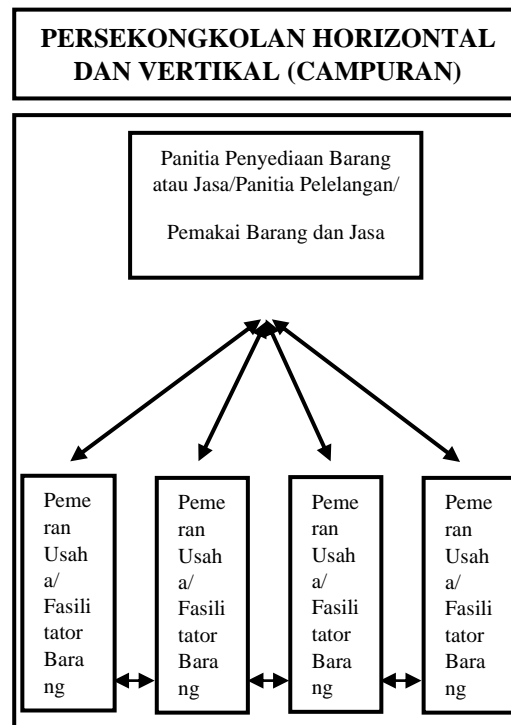 PERSEKONGKOLAN HORIZONTAL
DAN VERTIKAL (CAMPURAN)
Panitia Penyediaan Barang
atau Jasa/Panitia Pelelangan/
Pemakai Barang dan Jasa
Peme
ran
Usah
a/
Fasili
tator
Bara
ng
Peme
ran
Usah
a/
Fasili
tator
Bara
ng
Peme
ran
Usah
a/
Fasili
tator
Bara
ng
Peme
ran
Usah
a/
Fasili
tator
Bara
ng